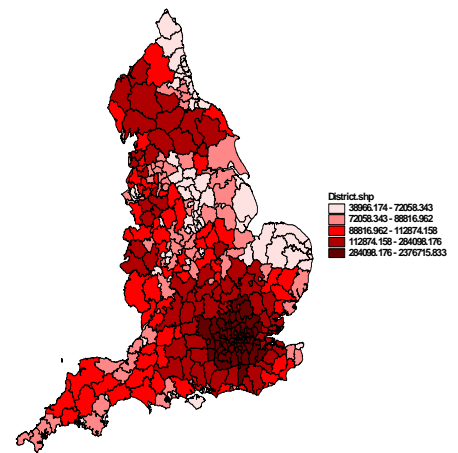 District.shp
38966.174 - 72058.343
72058.343 - 88816.962
88816.962 - 112874.158
112874.158 - 284098.176
284098.176 - 2376715.833